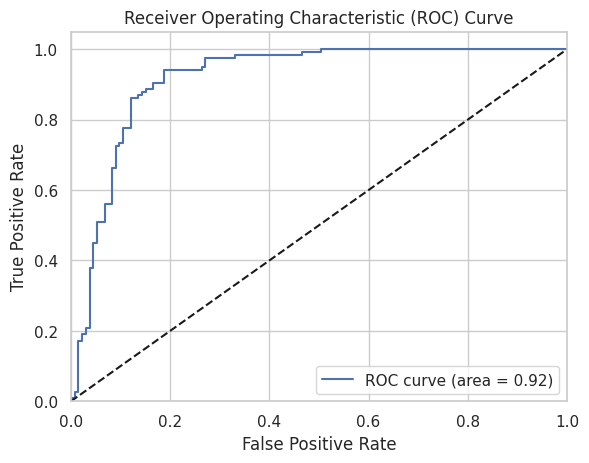 Receiver Operating Characteristic (ROC) Curve
1.0
0.8
0.6
0.4
0.2
0.0
True Positive Rate
ROC curve (area = 0.92)
0.0 0.2 0.4 0.6 0.8 1.0
False Positive Rate